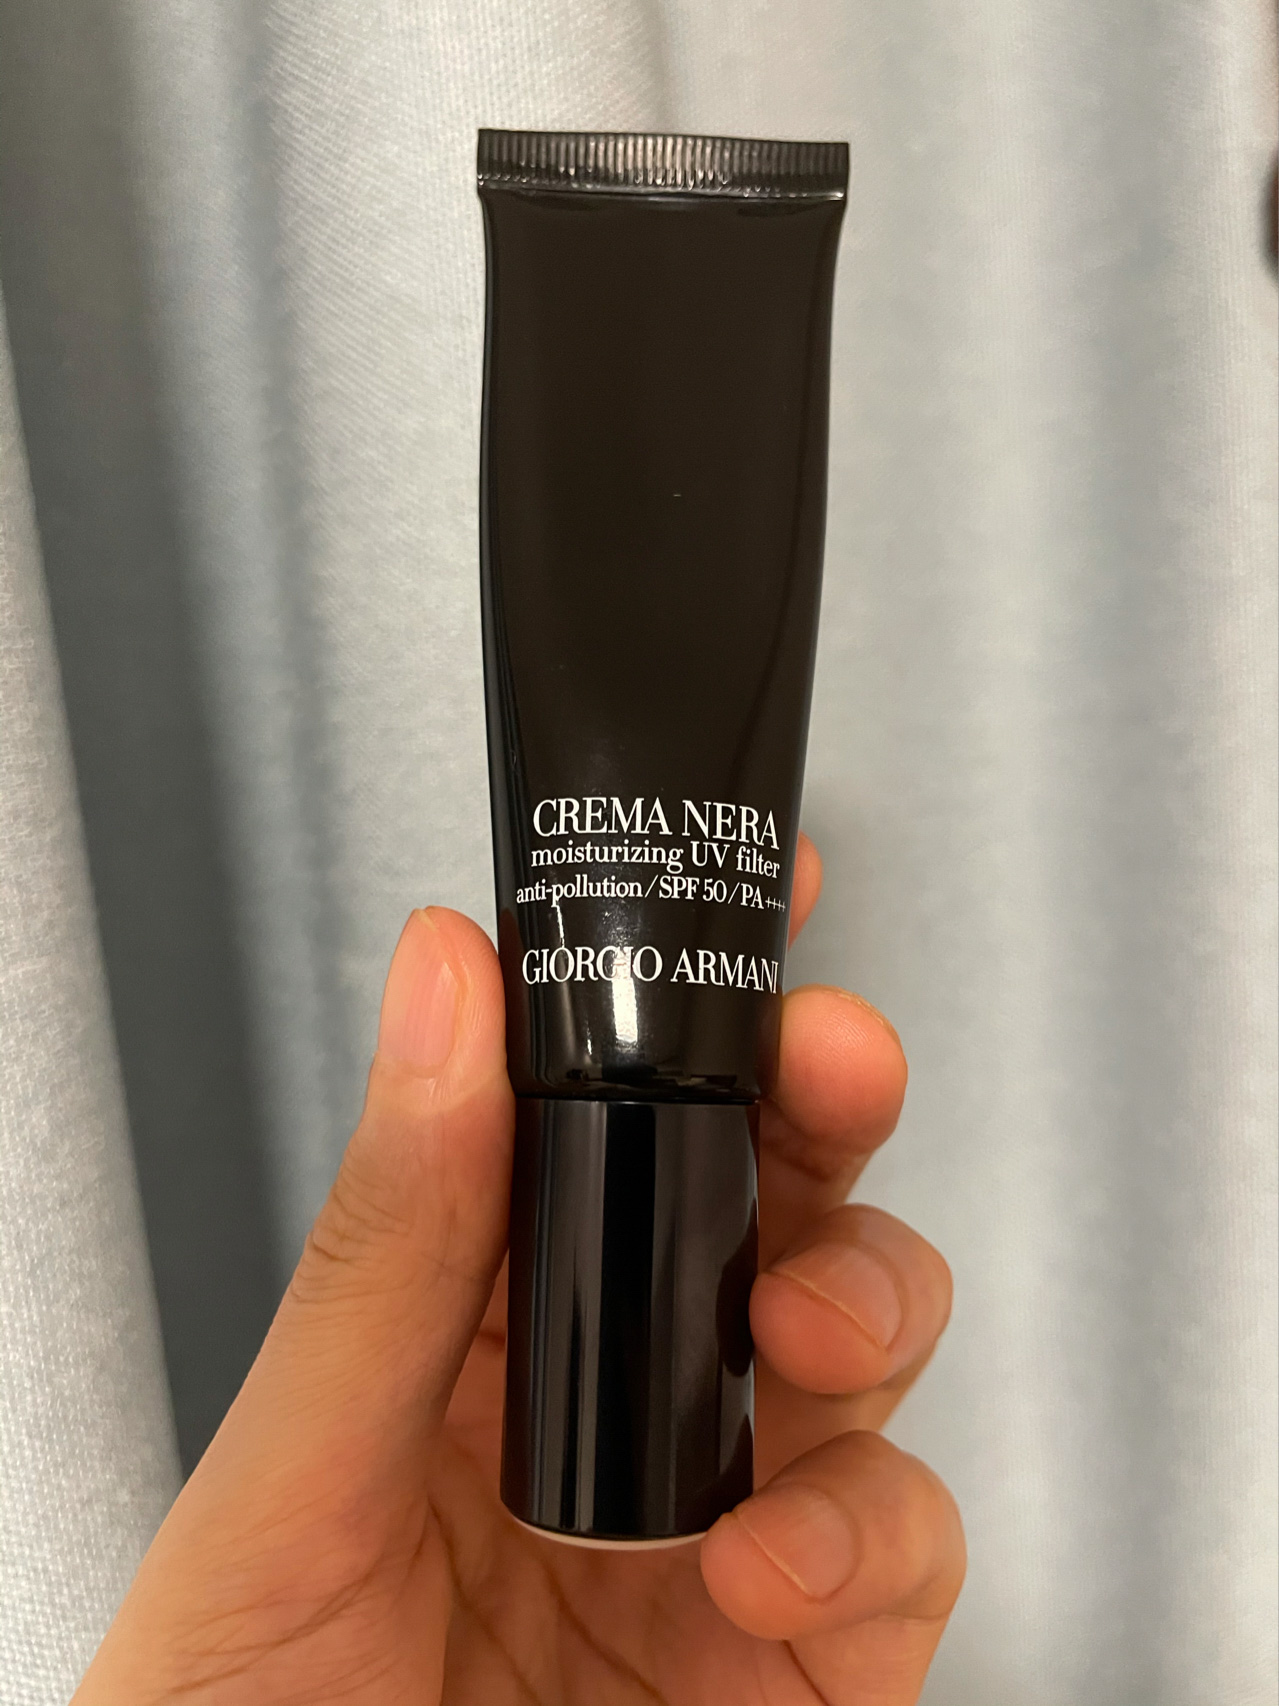 CREMA NERA
moisturizing UV filter
anti-pollution/SPF 50/PA++++
GIORGIO ARMANI